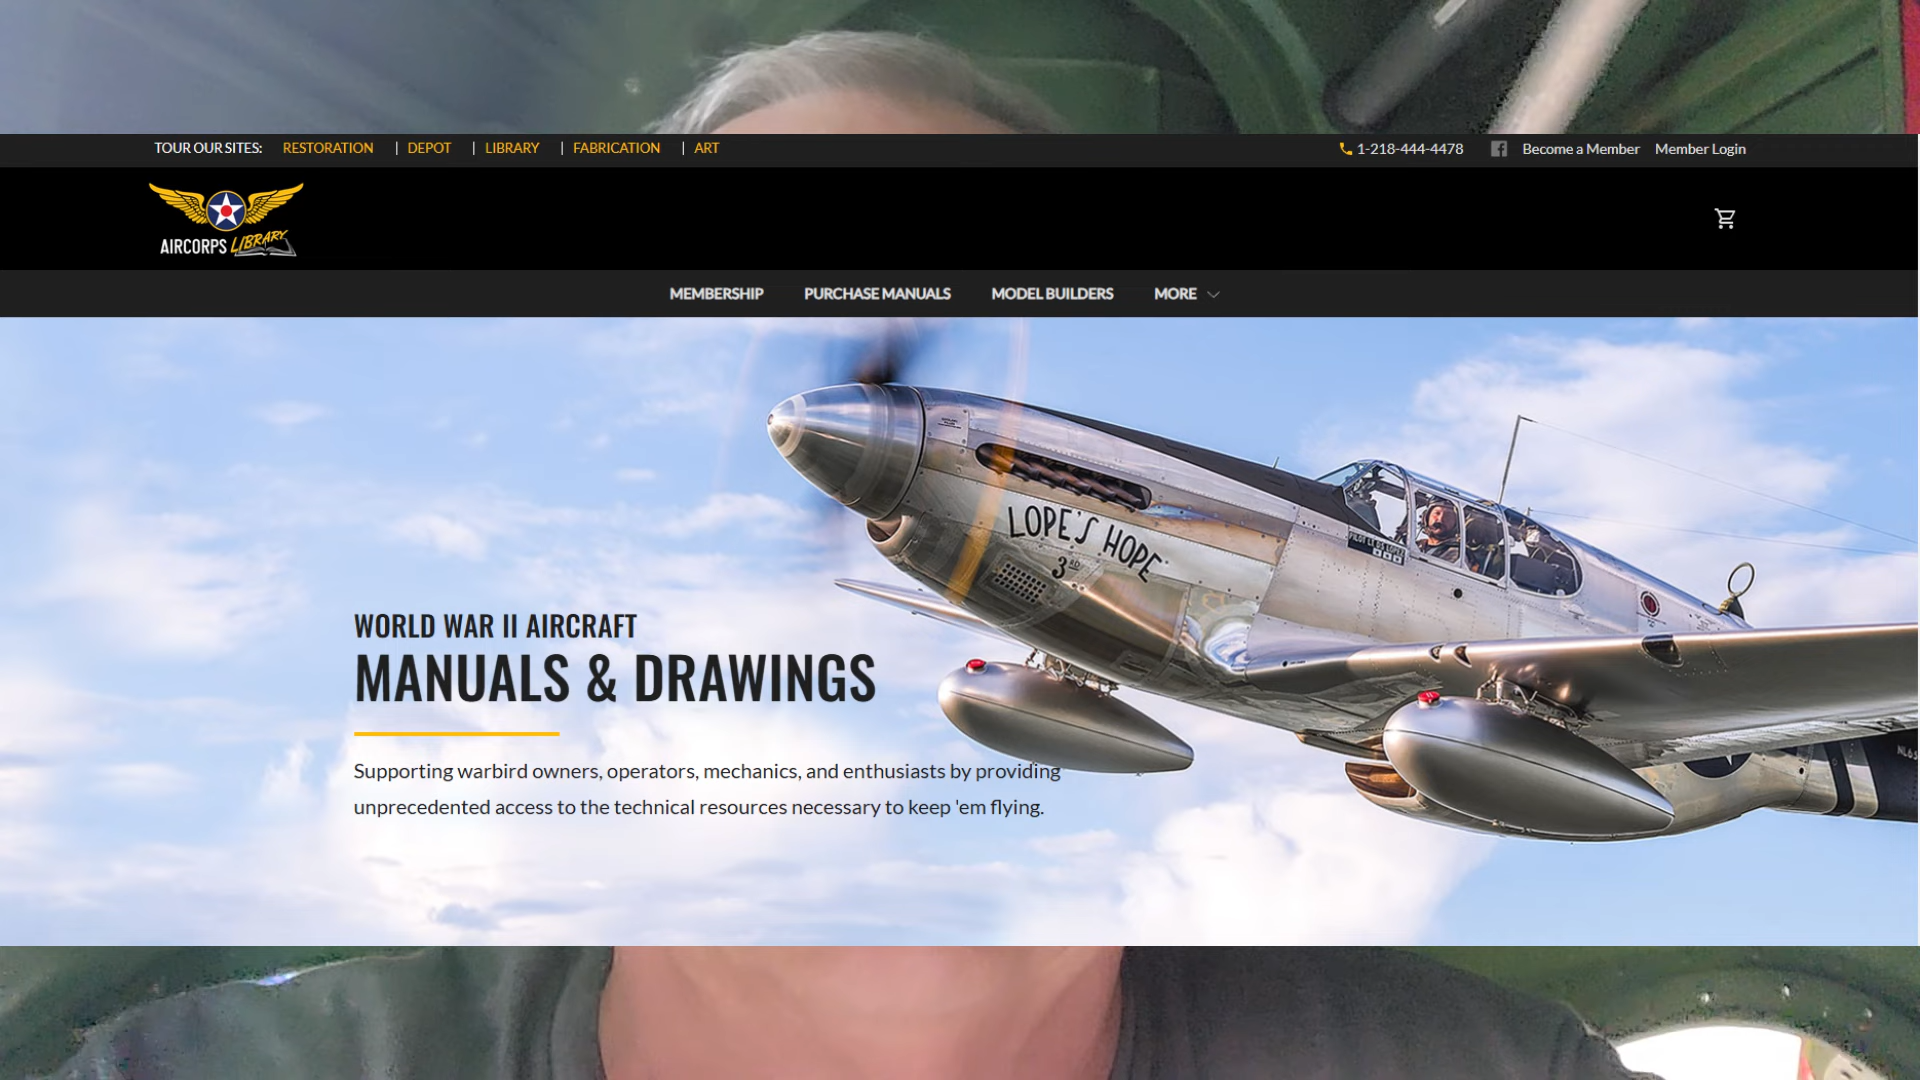 TOUR OUR SITES: RESTORATION | DEPOT | LIBRARY | FABRICATION | ART
1-218-444-4478 Become a Member Member Login
AIRCORPS LIBRARY
MEMBERSHIP PURCHASE MANUALS MODEL BUILDERS MORE
LOPE'S HOPE
3RD
WORLD WAR II AIRCRAFT
MANUALS & DRAWINGS
Supporting warbird owners, operators, mechanics, and enthusiasts by providing
unprecedented access to the technical resources necessary to keep 'em flying.